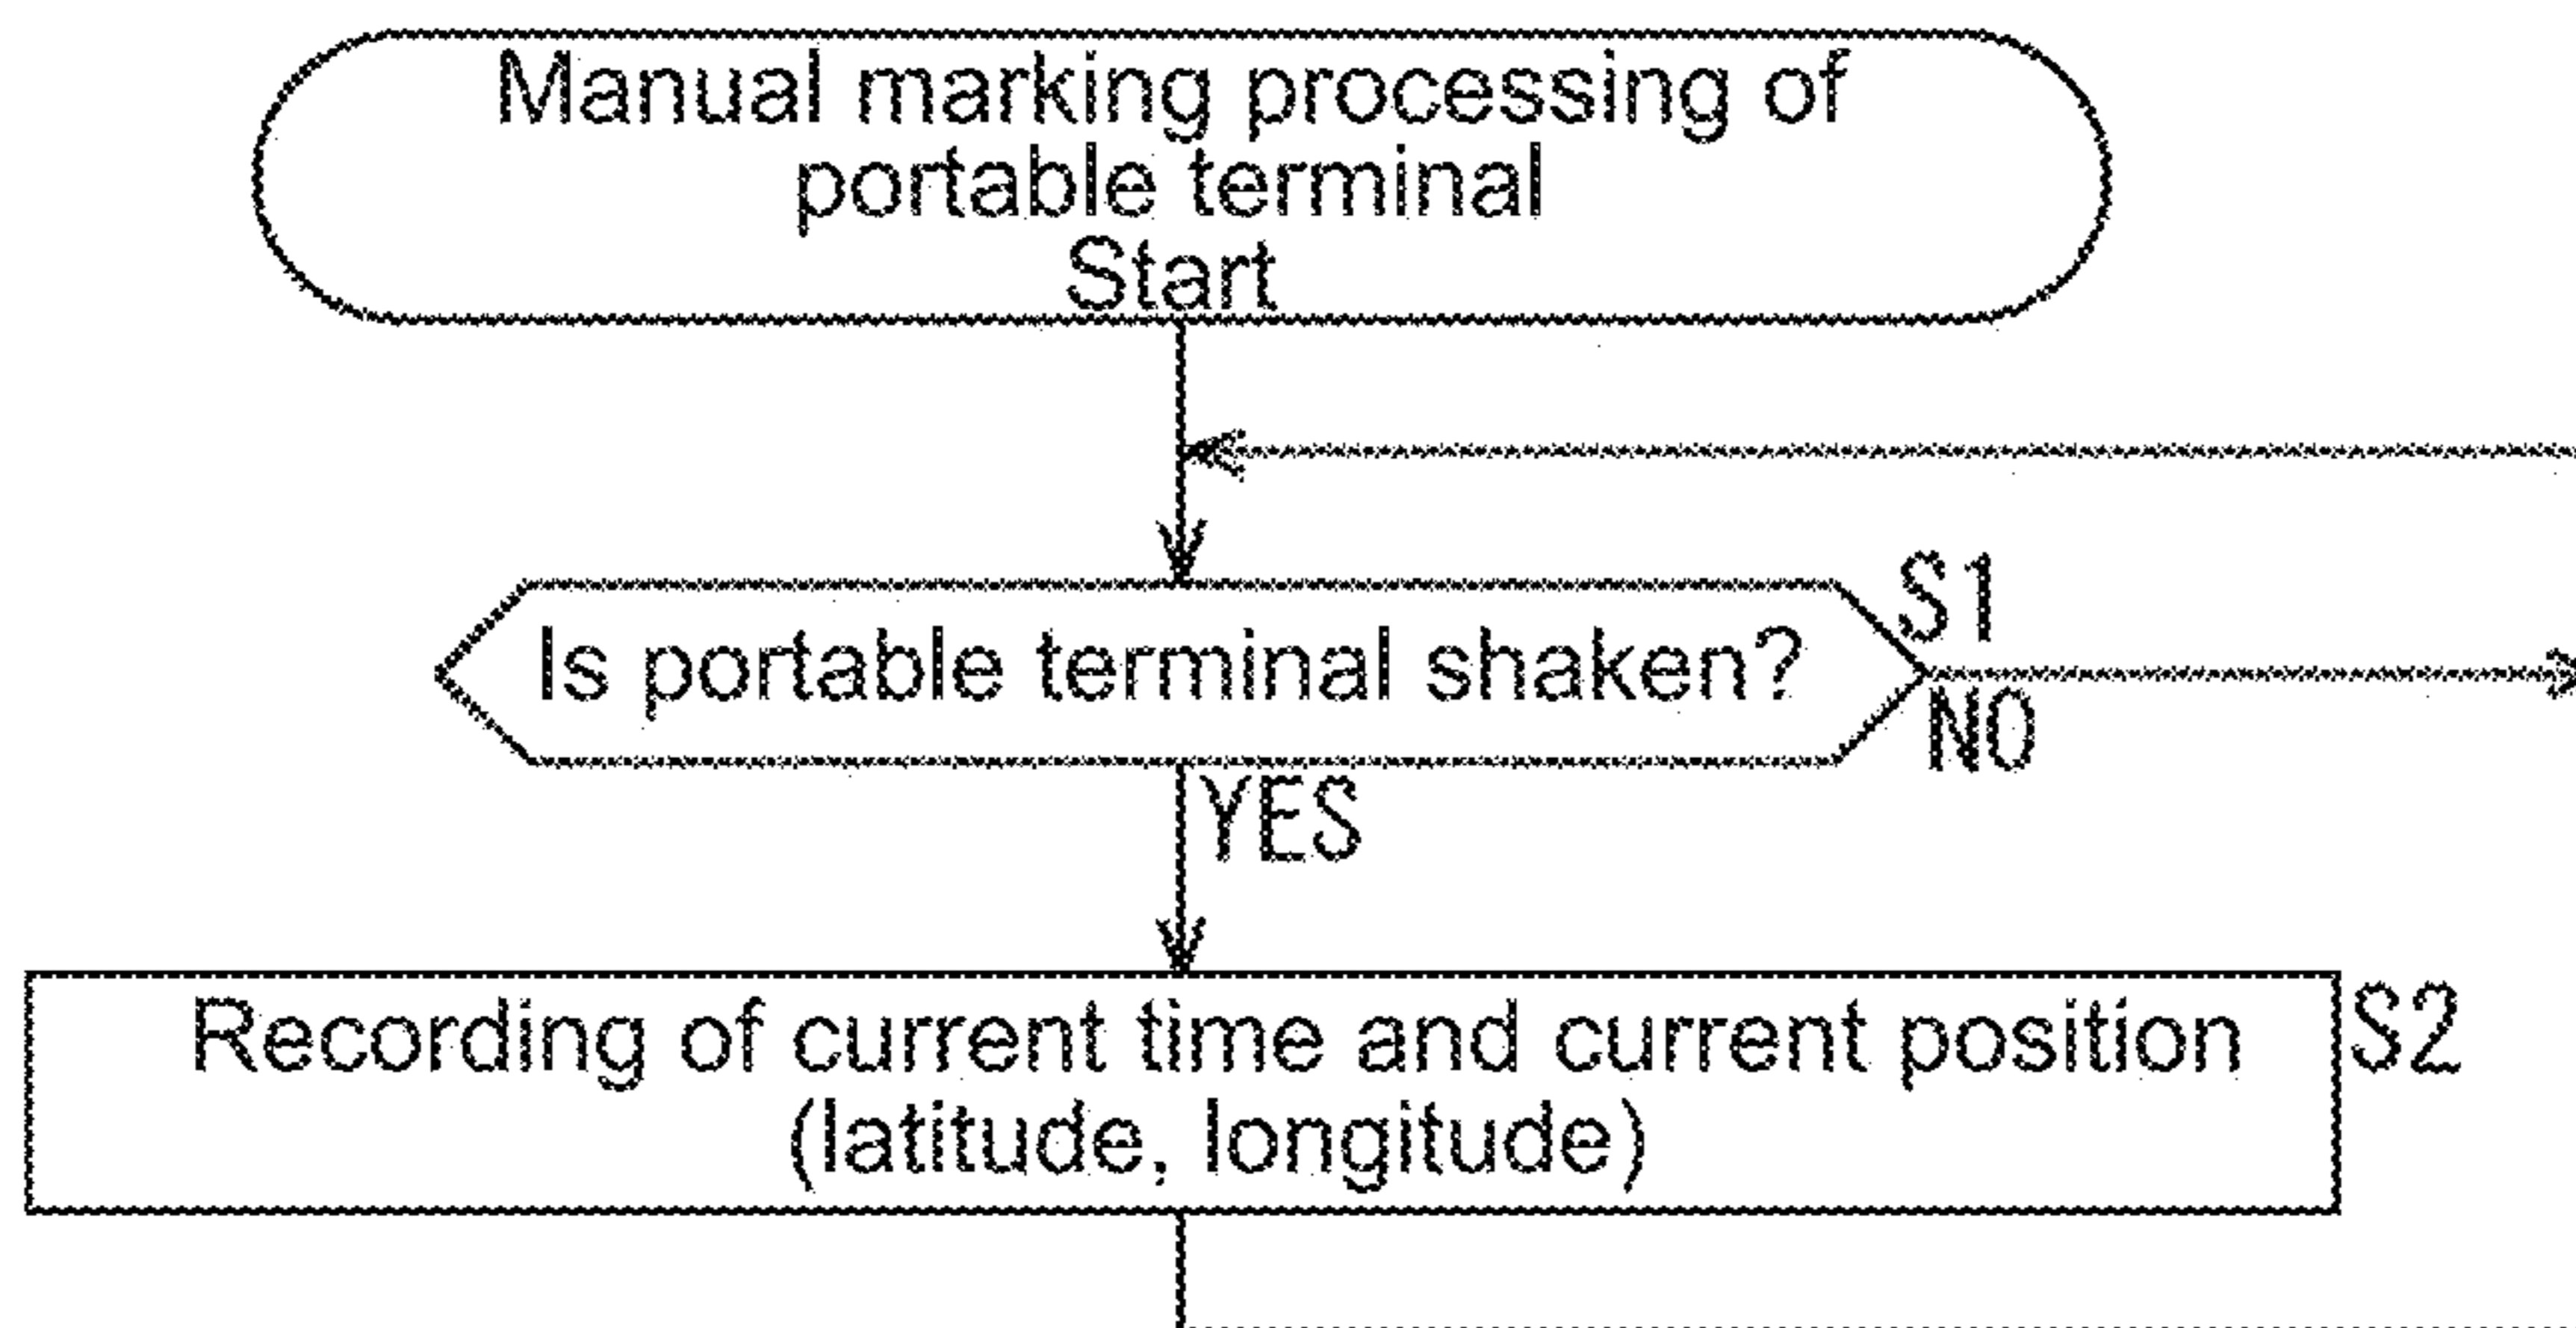 Manual marking processing of
portable terminal
Start
S1
Is portable terminal shaken?
NO
YES
Recording of current time and current position
S2
(latitude, longitude)